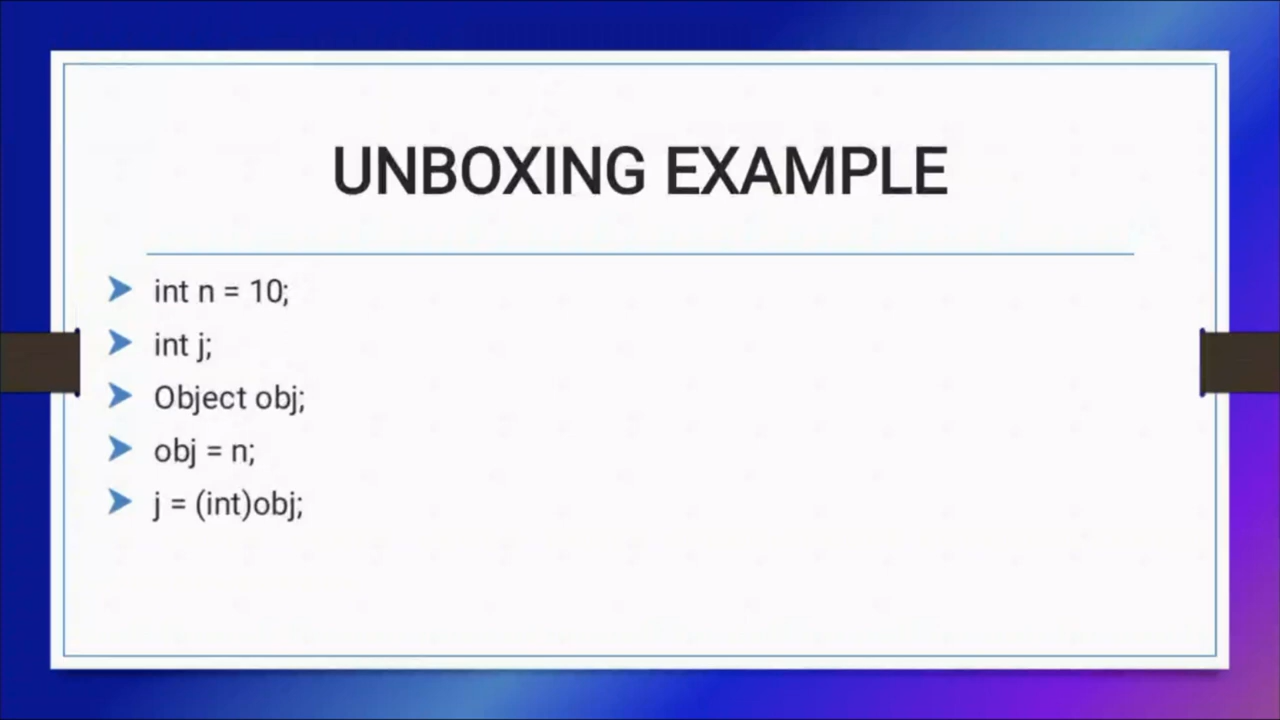 UNBOXING EXAMPLE
int n = 10;
int j;
Object obj;
obj = n;
j = (int)obj;